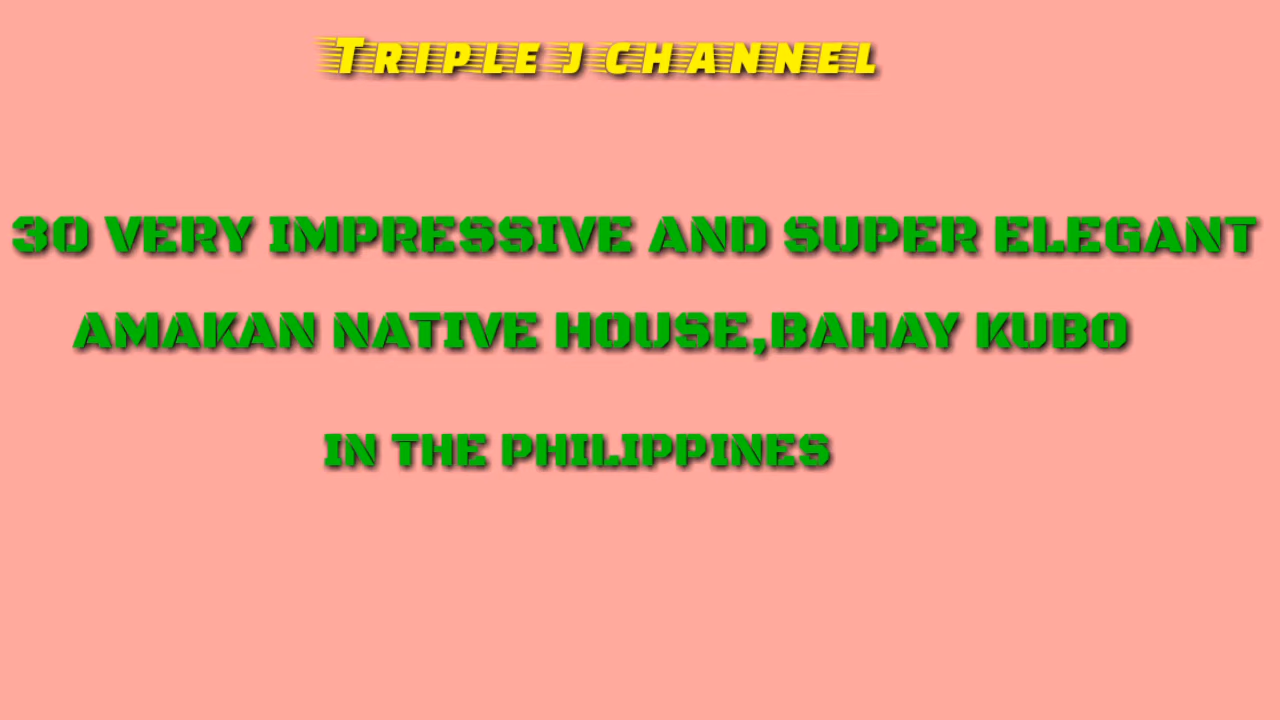 Triple J channel
30 VERY IMPRESSIVE AND SUPER ELEGANT
AMAKAN NATIVE HOUSE,BAHAY KUBO
IN THE PHILIPPINES